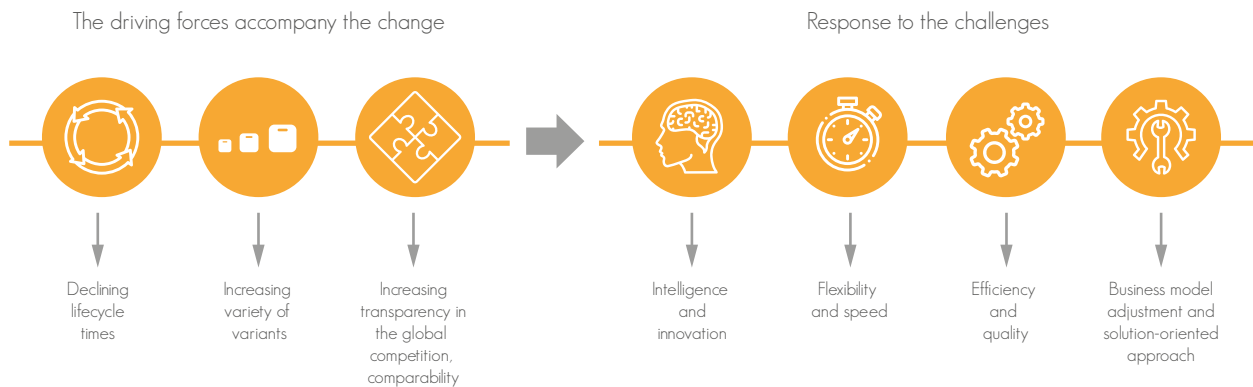 The driving forces accompany the change
Response to the challenges
Declining
lifecycle
times
Increasing
variety of
variants
Increasing
transparency in
the global
competition,
comparability
Intelligence
and
innovation
Flexibility
and speed
Efficiency
and
quality
Business model
adjustment and
solution-oriented
approach